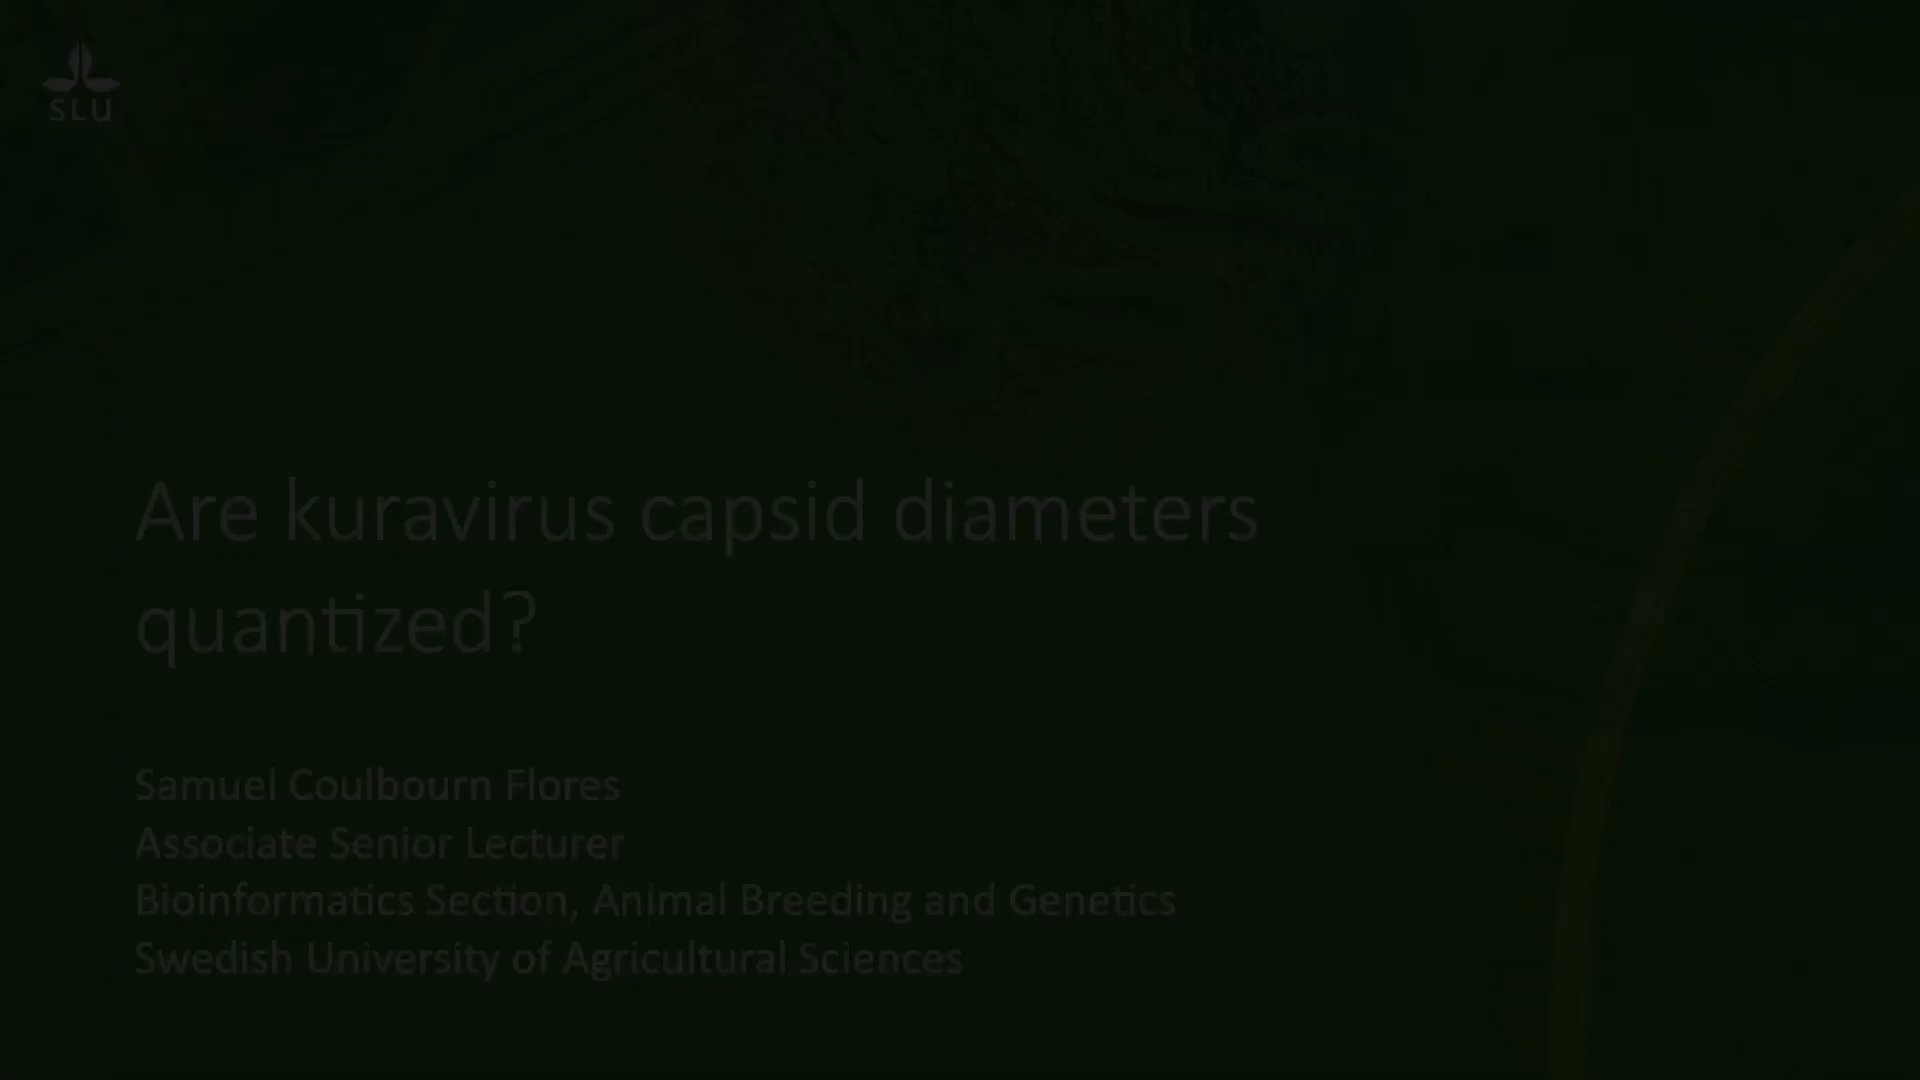 SLU
Are kuravirus capsid diameters
quantized?
Samuel Coulbourn Flores
Associate Senior Lecturer
Bioinformatics Section, Animal Breeding and Genetics
Swedish University of Agricultural Sciences